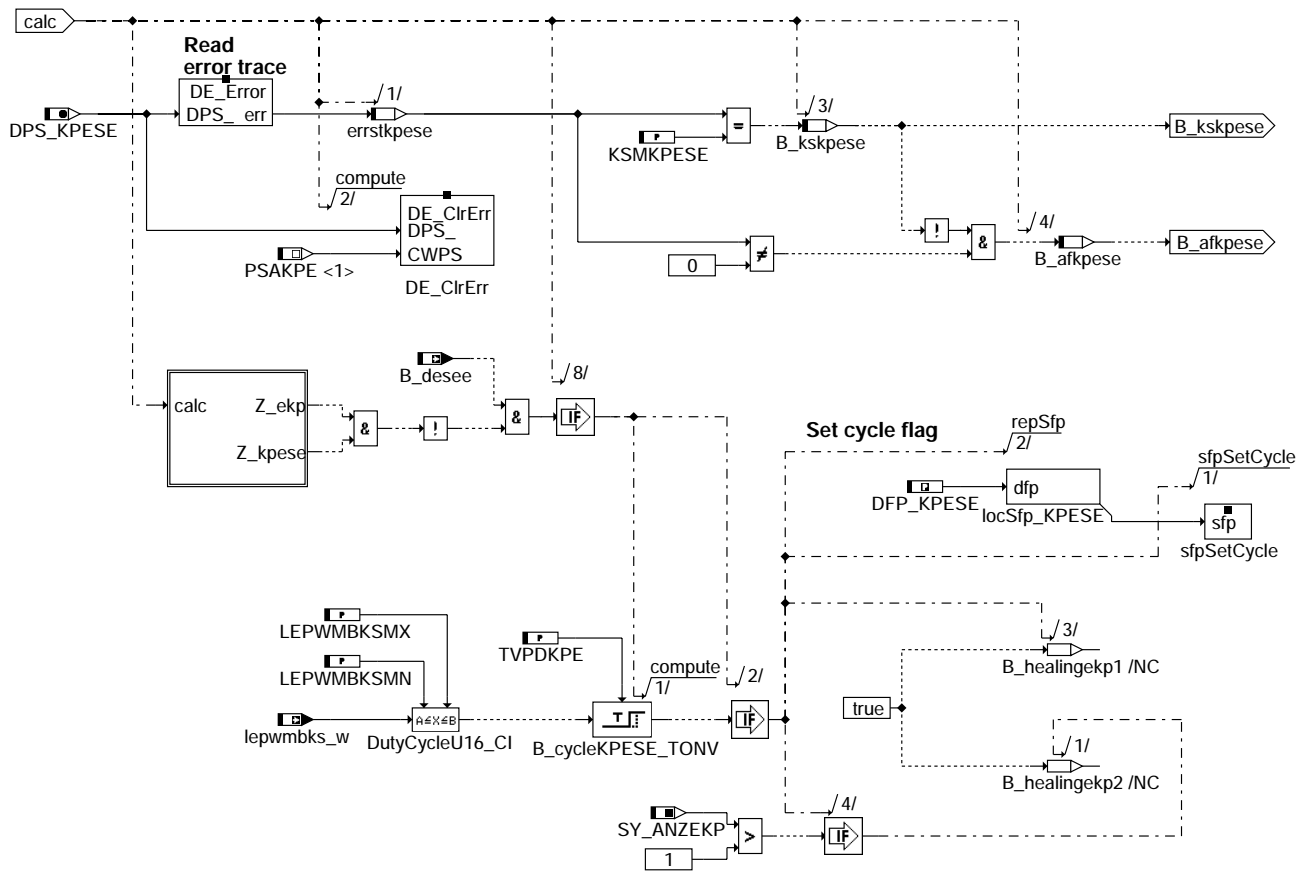 calc
Read
error trace
DE_Error
DPS_ err
DPS_KPESE
/1/
errstkpese
P
KSMKPESE
=
/3/
B_kskpese
B_kskpese
compute
2/
DE_ClrErr
DPS_
CWPS
DE_ClrErr
PSAKPE <1>
0
≠
!
&
/4/
B_afkpese
B_afkpese
B_desee
/8/
calc
Z_ekp
Z_kpese
&
!
&
IF
Set cycle flag
repSfp
2/
sfpSetCycle
1/
DFP_KPESE
dfp
locSfp_KPESE
sfp
sfpSetCycle
P
LEPWMBKSMX
P
LEPWMBKSMN
P
TVPDKPE
compute
1/
/2/
/3/
B_healingekp1 /NC
true
lepwmbks_w
A≤X≤B
DutyCycleU16_CI
T
B_cycleKPESE_TONV
IF
/1/
B_healingekp2 /NC
SY_ANZEKP
1
>
/4/
IF